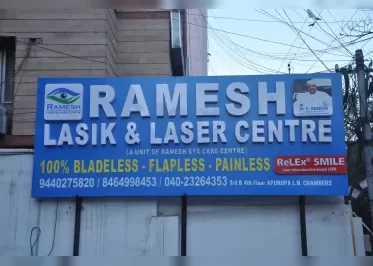 RAMESH
RAMESH
LASIK & LASER CENTRE
(A UNIT OF RAMESH EYE CARE CENTRE)
100% BLADELESS - FLAPLESS - PAINLESS
ReLEx® SMILE
9440275820 / 8464998453 / 040-23264353 3rd & 4th Floor APURUPA L.N. CHAMBERS